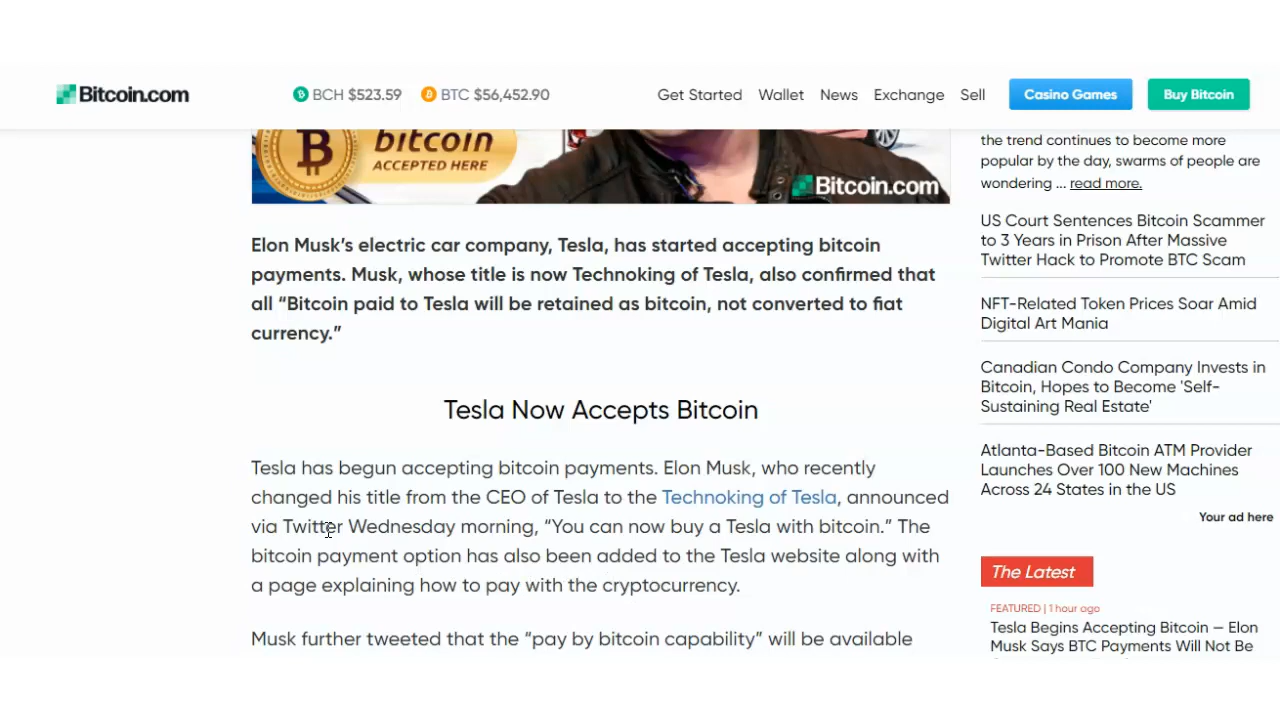 Bitcoin.com
BCH $523.59
BTC $56,452.90
Get Started
Wallet
News
Exchange
Sell
Casino Games
Buy Bitcoin
bitcoin
ACCEPTED HERE
Bitcoin.com
Elon Musk’s electric car company, Tesla, has started accepting bitcoin
payments. Musk, whose title is now Technoking of Tesla, also confirmed that
all “Bitcoin paid to Tesla will be retained as bitcoin, not converted to fiat
currency.”
Tesla Now Accepts Bitcoin
Tesla has begun accepting bitcoin payments. Elon Musk, who recently
changed his title from the CEO of Tesla to the Technoking of Tesla, announced
via Twitter Wednesday morning, “You can now buy a Tesla with bitcoin.” The
bitcoin payment option has also been added to the Tesla website along with
a page explaining how to pay with the cryptocurrency.
Musk further tweeted that the “pay by bitcoin capability” will be available
the trend continues to become more
popular by the day, swarms of people are
wondering ... read more.
US Court Sentences Bitcoin Scammer
to 3 Years in Prison After Massive
Twitter Hack to Promote BTC Scam
NFT-Related Token Prices Soar Amid
Digital Art Mania
Canadian Condo Company Invests in
Bitcoin, Hopes to Become 'Self-
Sustaining Real Estate'
Atlanta-Based Bitcoin ATM Provider
Launches Over 100 New Machines
Across 24 States in the US
Your ad here
The Latest
FEATURED | 1 hour ago
Tesla Begins Accepting Bitcoin — Elon
Musk Says BTC Payments Will Not Be